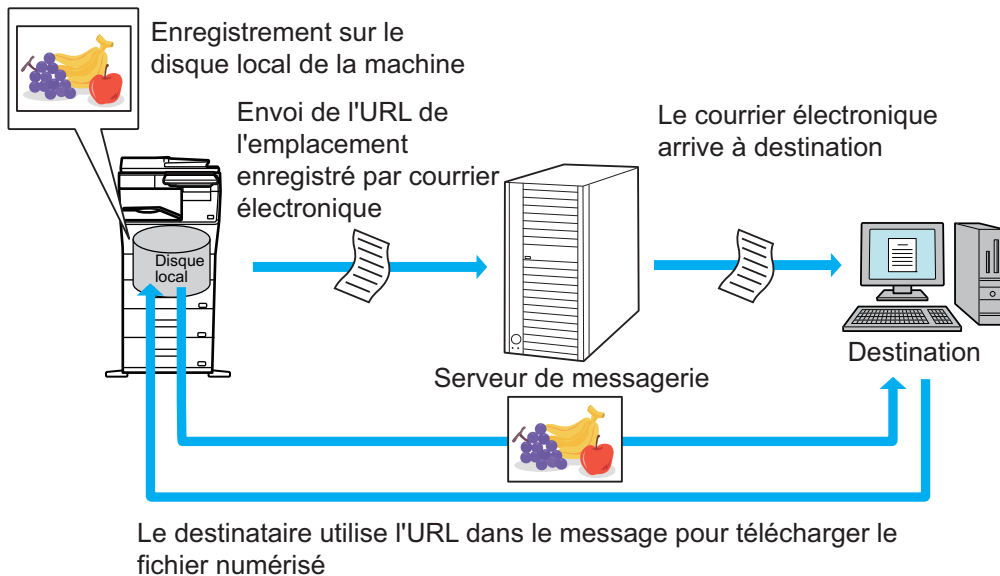 Enregistrement sur le
disque local de la machine
Envoi de l'URL de
l'emplacement
enregistré par courrier
électronique
Le courrier électronique
arrive à destination
Disque
local
Destination
Serveur de messagerie
Le destinataire utilise l'URL dans le message pour télécharger le
fichier numérisé